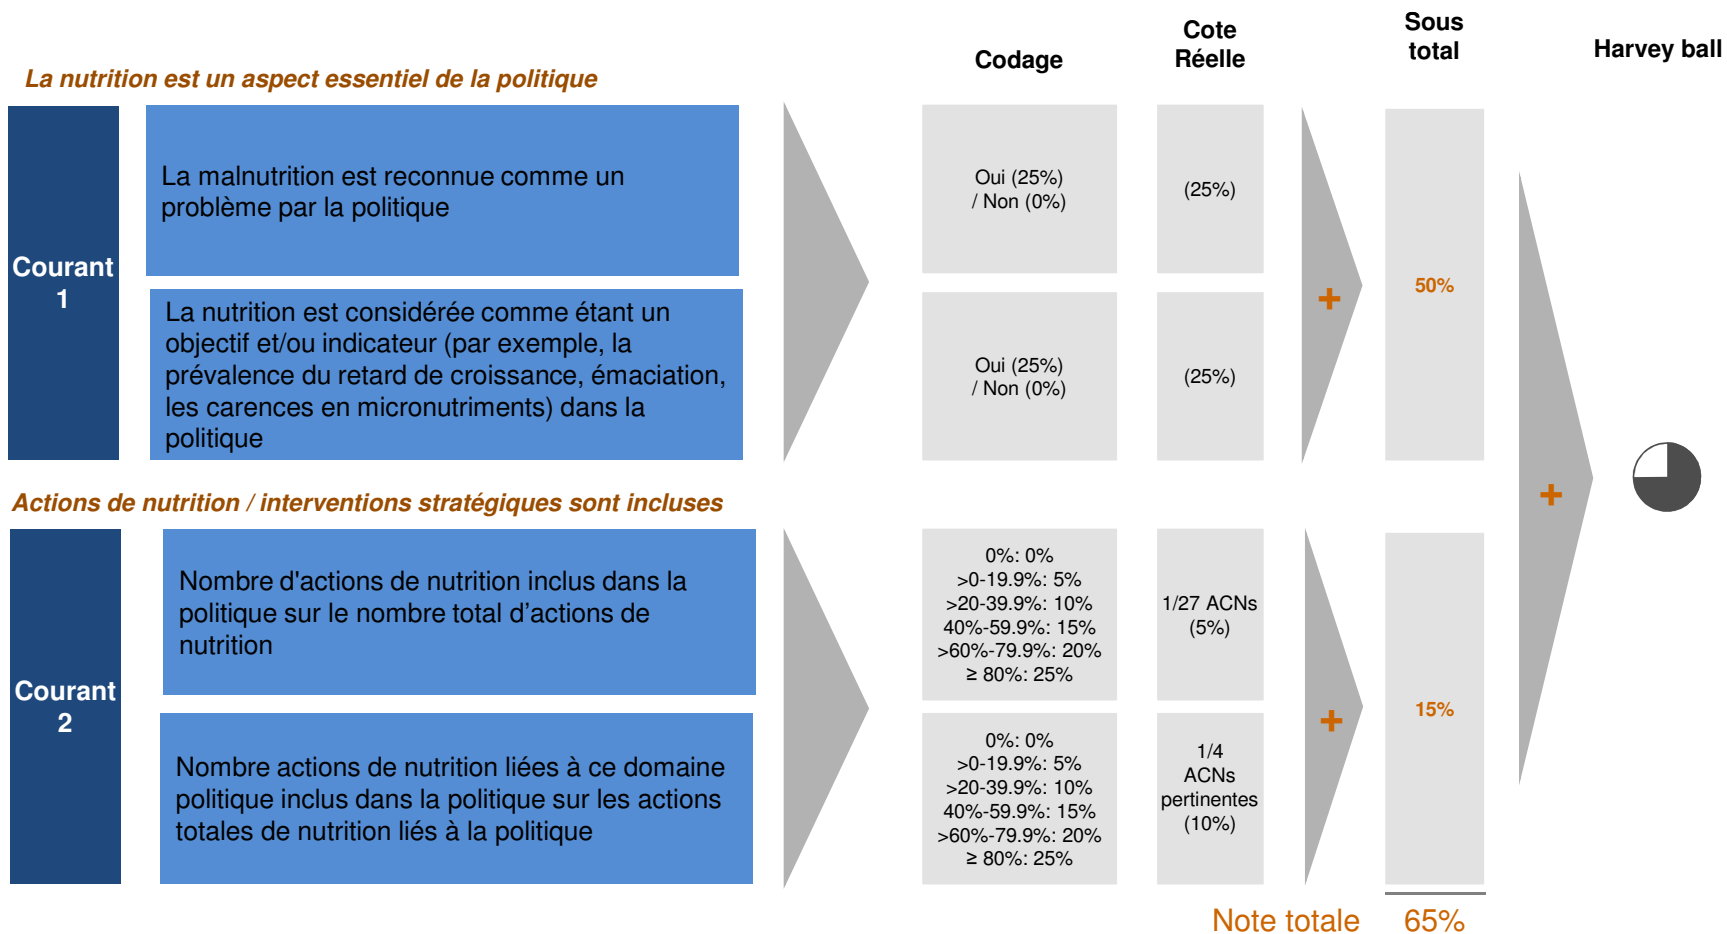 Codage
Cote
Réelle
Sous
total
Harvey ball
La nutrition est un aspect essentiel de la politique
Courant
1
La malnutrition est reconnue comme un
problème par la politique
Oui (25%)
/ Non (0%)
(25%)
La nutrition est considérée comme étant un
objectif et/ou indicateur (par exemple, la
prévalence du retard de croissance, émaciation,
les carences en micronutriments) dans la
politique
Oui (25%)
/ Non (0%)
(25%)
+
50%
+
Actions de nutrition / interventions stratégiques sont incluses
Courant
2
Nombre d'actions de nutrition inclus dans la
politique sur le nombre total d’actions de
nutrition
0%: 0%
>0-19.9%: 5%
>20-39.9%: 10%
40%-59.9%: 15%
>60%-79.9%: 20%
≥ 80%: 25%
1/27 ACNs
(5%)
Nombre actions de nutrition liées à ce domaine
politique inclus dans la politique sur les actions
totales de nutrition liés à la politique
0%: 0%
>0-19.9%: 5%
>20-39.9%: 10%
40%-59.9%: 15%
>60%-79.9%: 20%
≥ 80%: 25%
1/4
ACNs
pertinentes
(10%)
+
15%
Note totale 65%